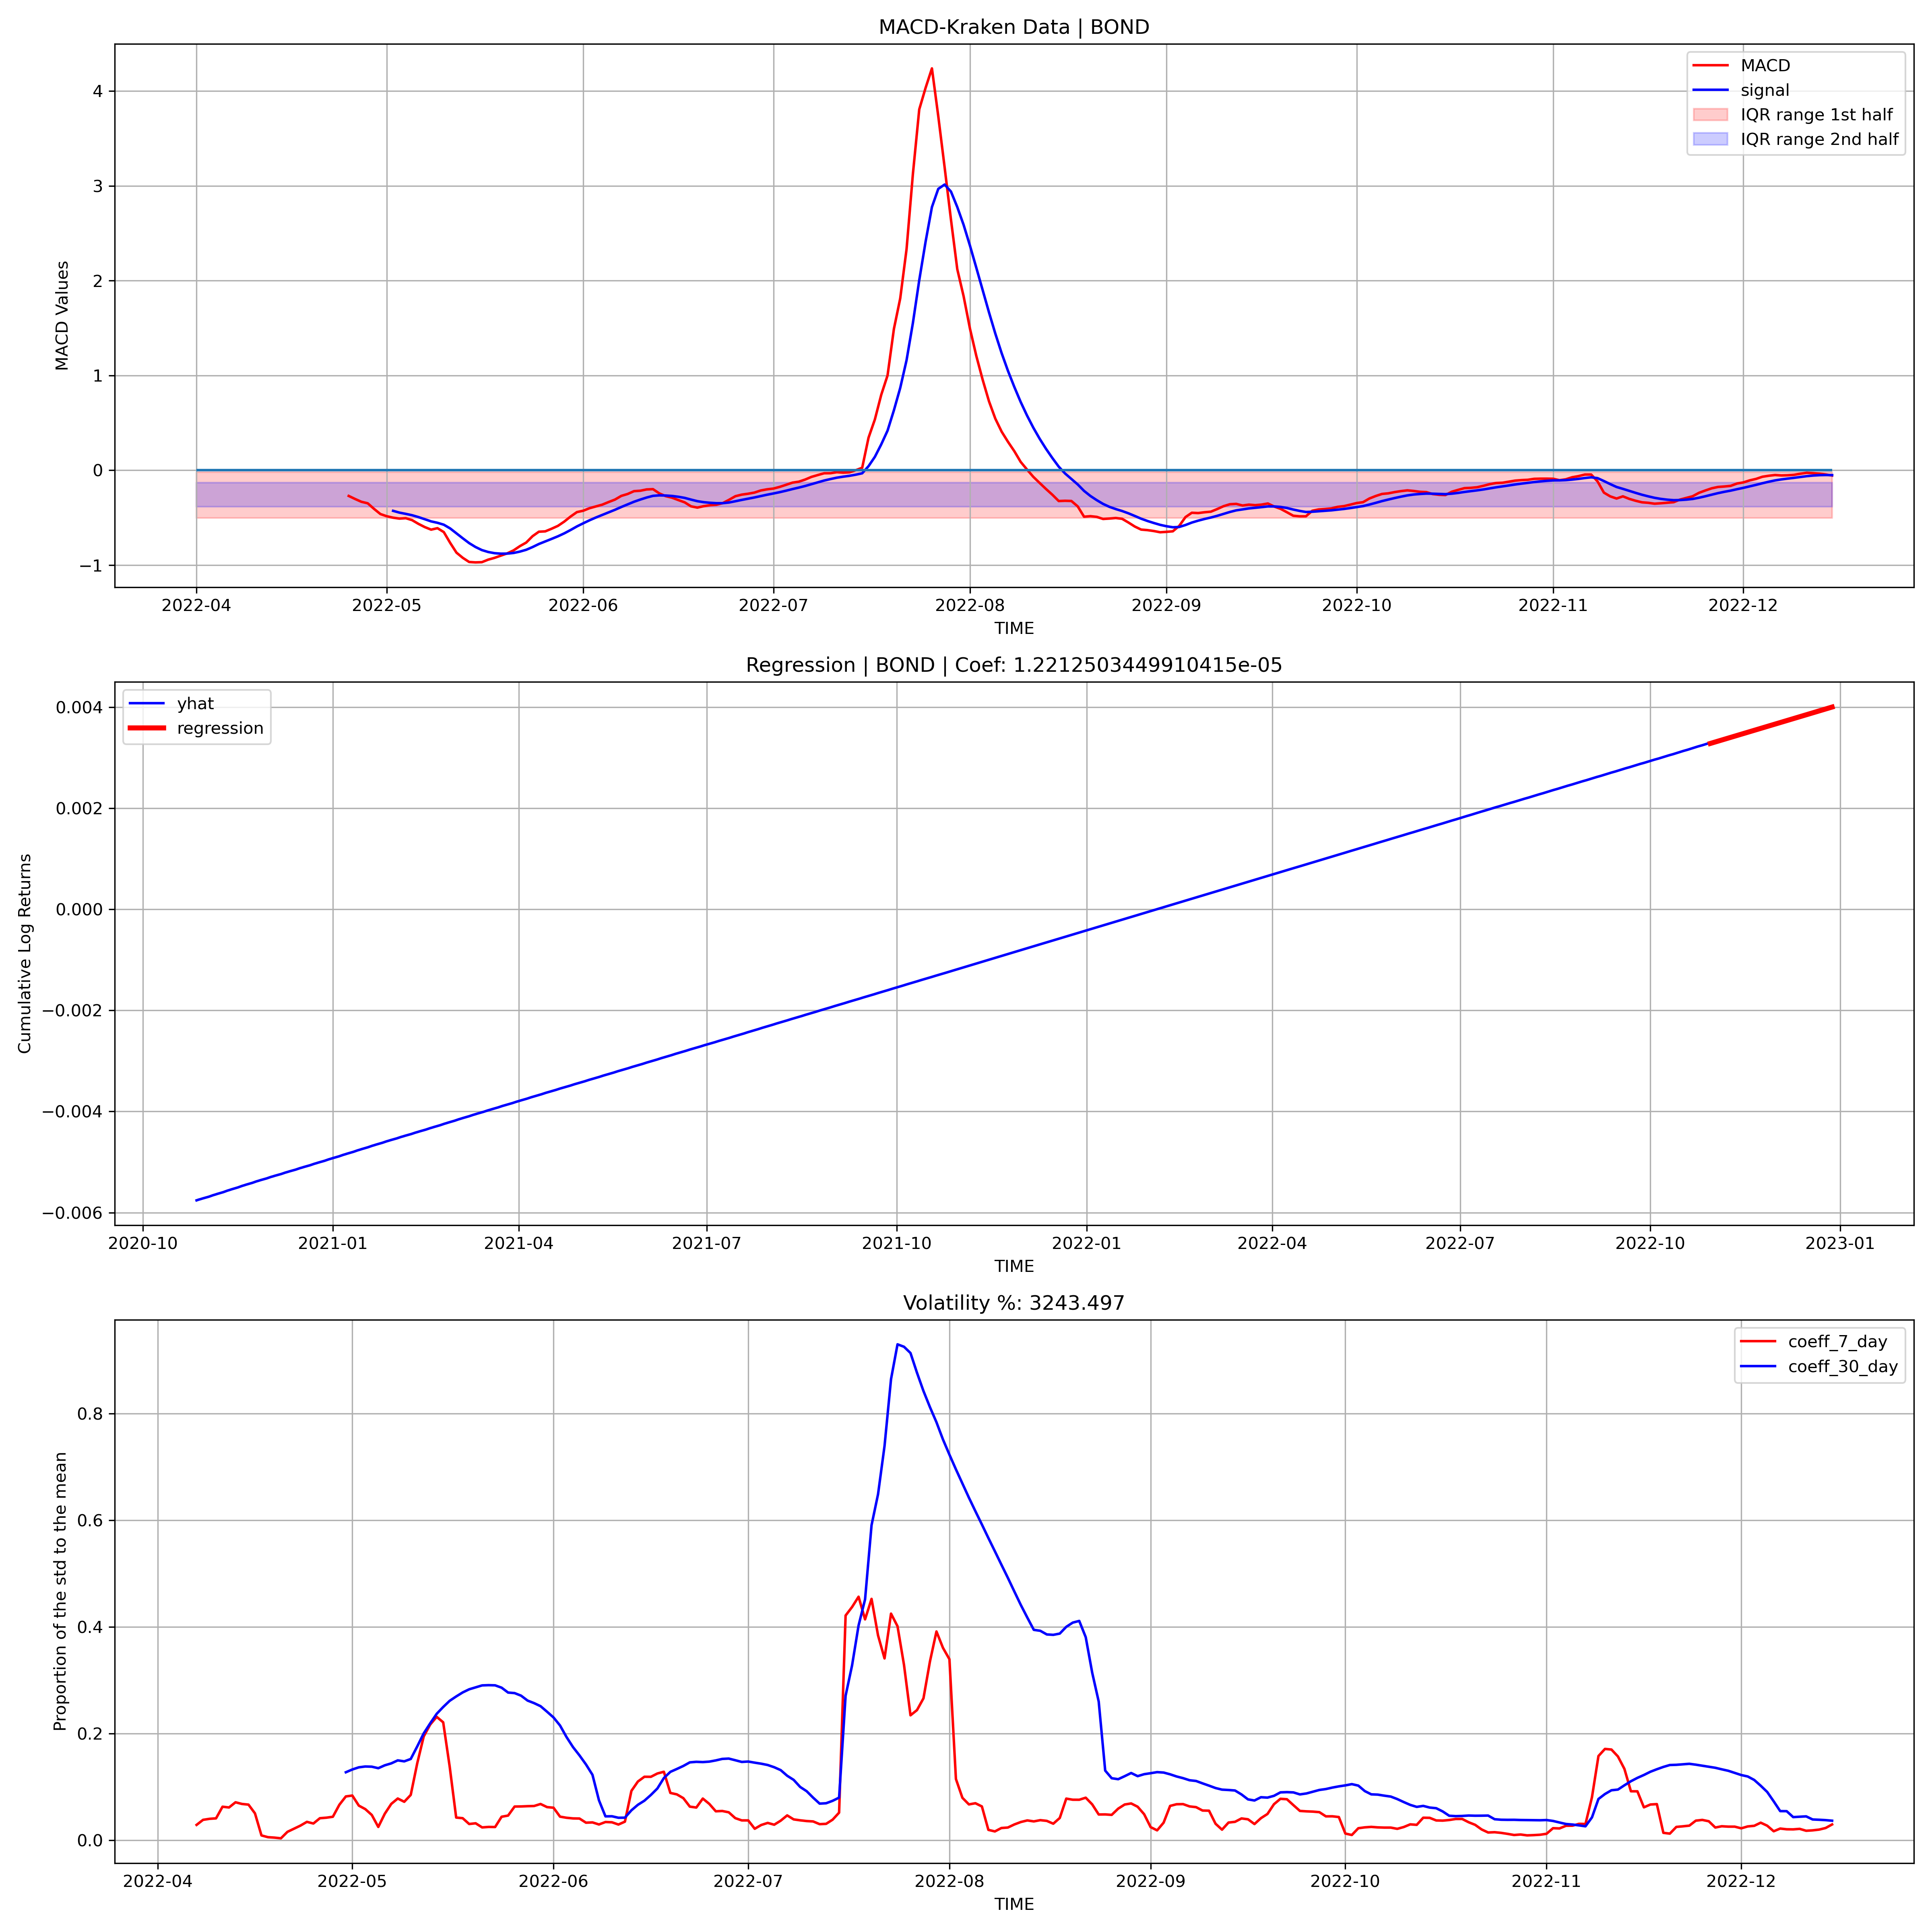 MACD-Kraken Data | BOND
MACD Values
4
3
2
1
0
−1
MACD
signal
IQR range 1st half
IQR range 2nd half
2022-04 2022-05 2022-06 2022-07 2022-08 2022-09 2022-10 2022-11 2022-12
TIME
Regression | BOND | Coef: 1.2212503449910415e-05
Cumulative Log Returns
0.004
0.002
0.000
−0.002
−0.004
−0.006
yhat
regression
2020-10 2021-01 2021-04 2021-07 2021-10 2022-01 2022-04 2022-07 2022-10 2023-01
TIME
Volatility %: 3243.497
Proportion of the std to the mean
0.8
0.6
0.4
0.2
0.0
coeff_7_day
coeff_30_day
2022-04 2022-05 2022-06 2022-07 2022-08 2022-09 2022-10 2022-11 2022-12
TIME